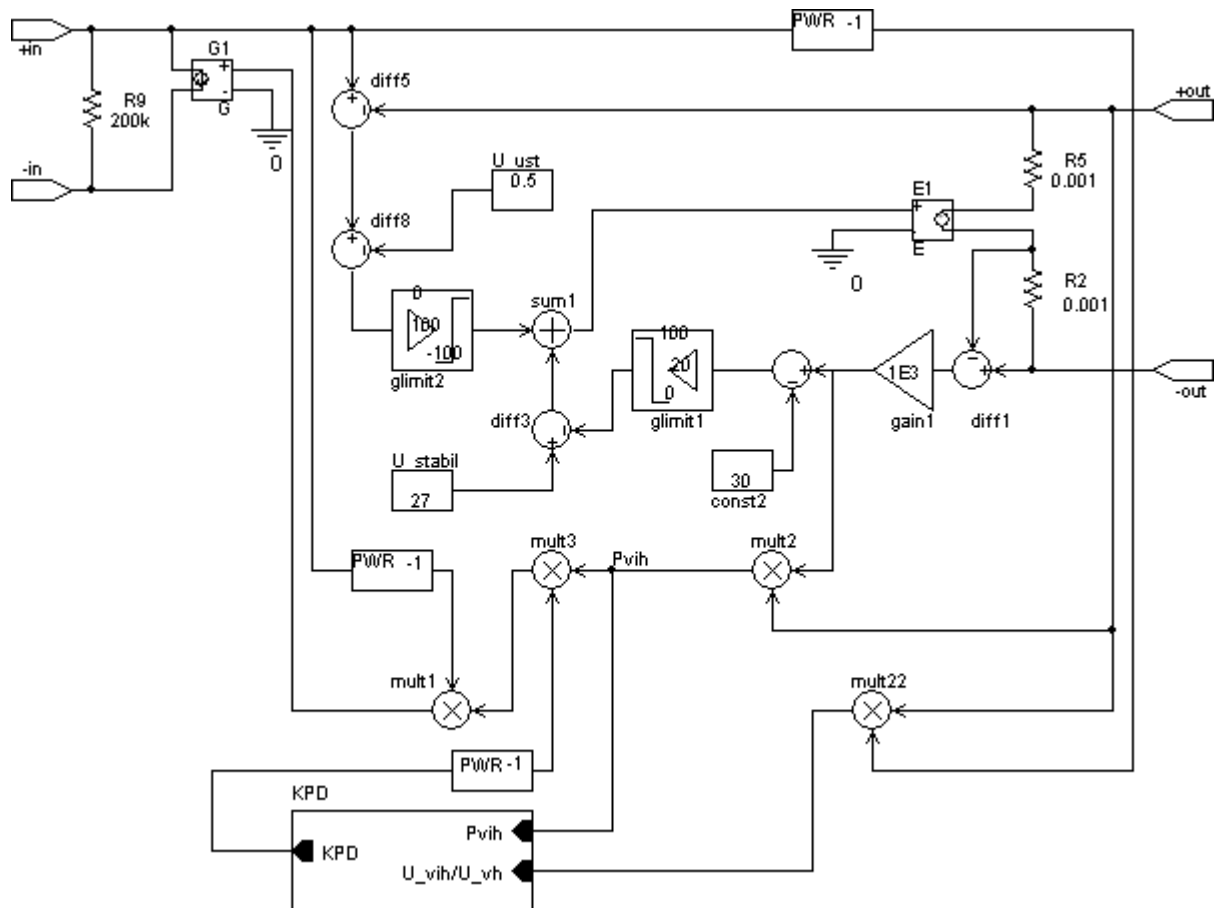 PWR -1
+in
G1
+
-
G
R9
200k
0
-in
diff5
+
-
+out
R5
0.001
U_ust
0.5
E1
+
-
E
0
diff8
+
-
R2
0.001
0
100
-100
glimit2
sum1
100
20
0
glimit1
+
-
1E3
gain1
-
+
diff1
-out
diff3
-
+
U_stabil
27
30
const2
PWR -1
mult3
Pvih
mult2
mult1
mult22
PWR -1
KPD
Pvih
KPD
U_vih/U_vh